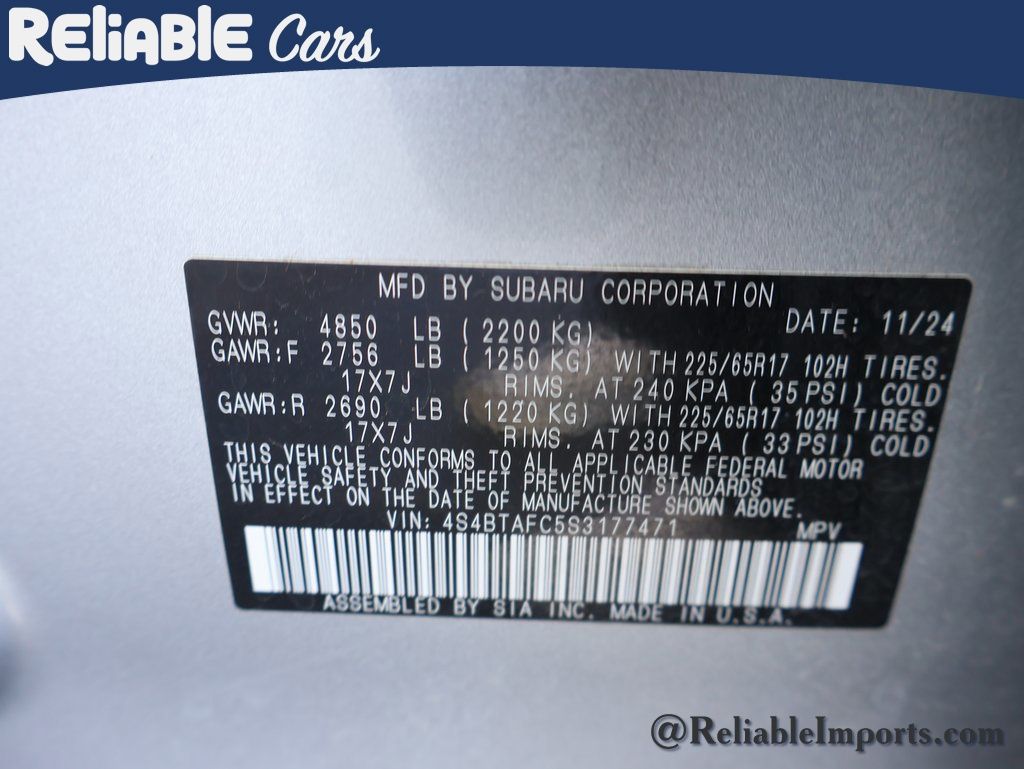 RELiABLE Cars
MFD BY SUBARU CORPORATION
GVWR: 4850 LB ( 2200 KG) DATE: 11/24
GAWR:F 2756 LB ( 1250 KG) WITH 225/65R17 102H TIRES.
17X7J RIMS. AT 240 KPA ( 35 PSI) COLD
GAWR:R 2690 LB ( 1220 KG) WITH 225/65R17 102H TIRES.
17X7J RIMS. AT 230 KPA ( 33 PSI) COLD
THIS VEHICLE CONFORMS TO ALL APPLICABLE FEDERAL MOTOR
VEHICLE SAFETY AND THEFT PREVENTION STANDARDS
IN EFFECT ON THE DATE OF MANUFACTURE SHOWN ABOVE.
VIN: 4S4BTAFC5S3177471 MPV
ASSEMBLED BY SIA INC. MADE IN U.S.A.
@ReliableImports.com